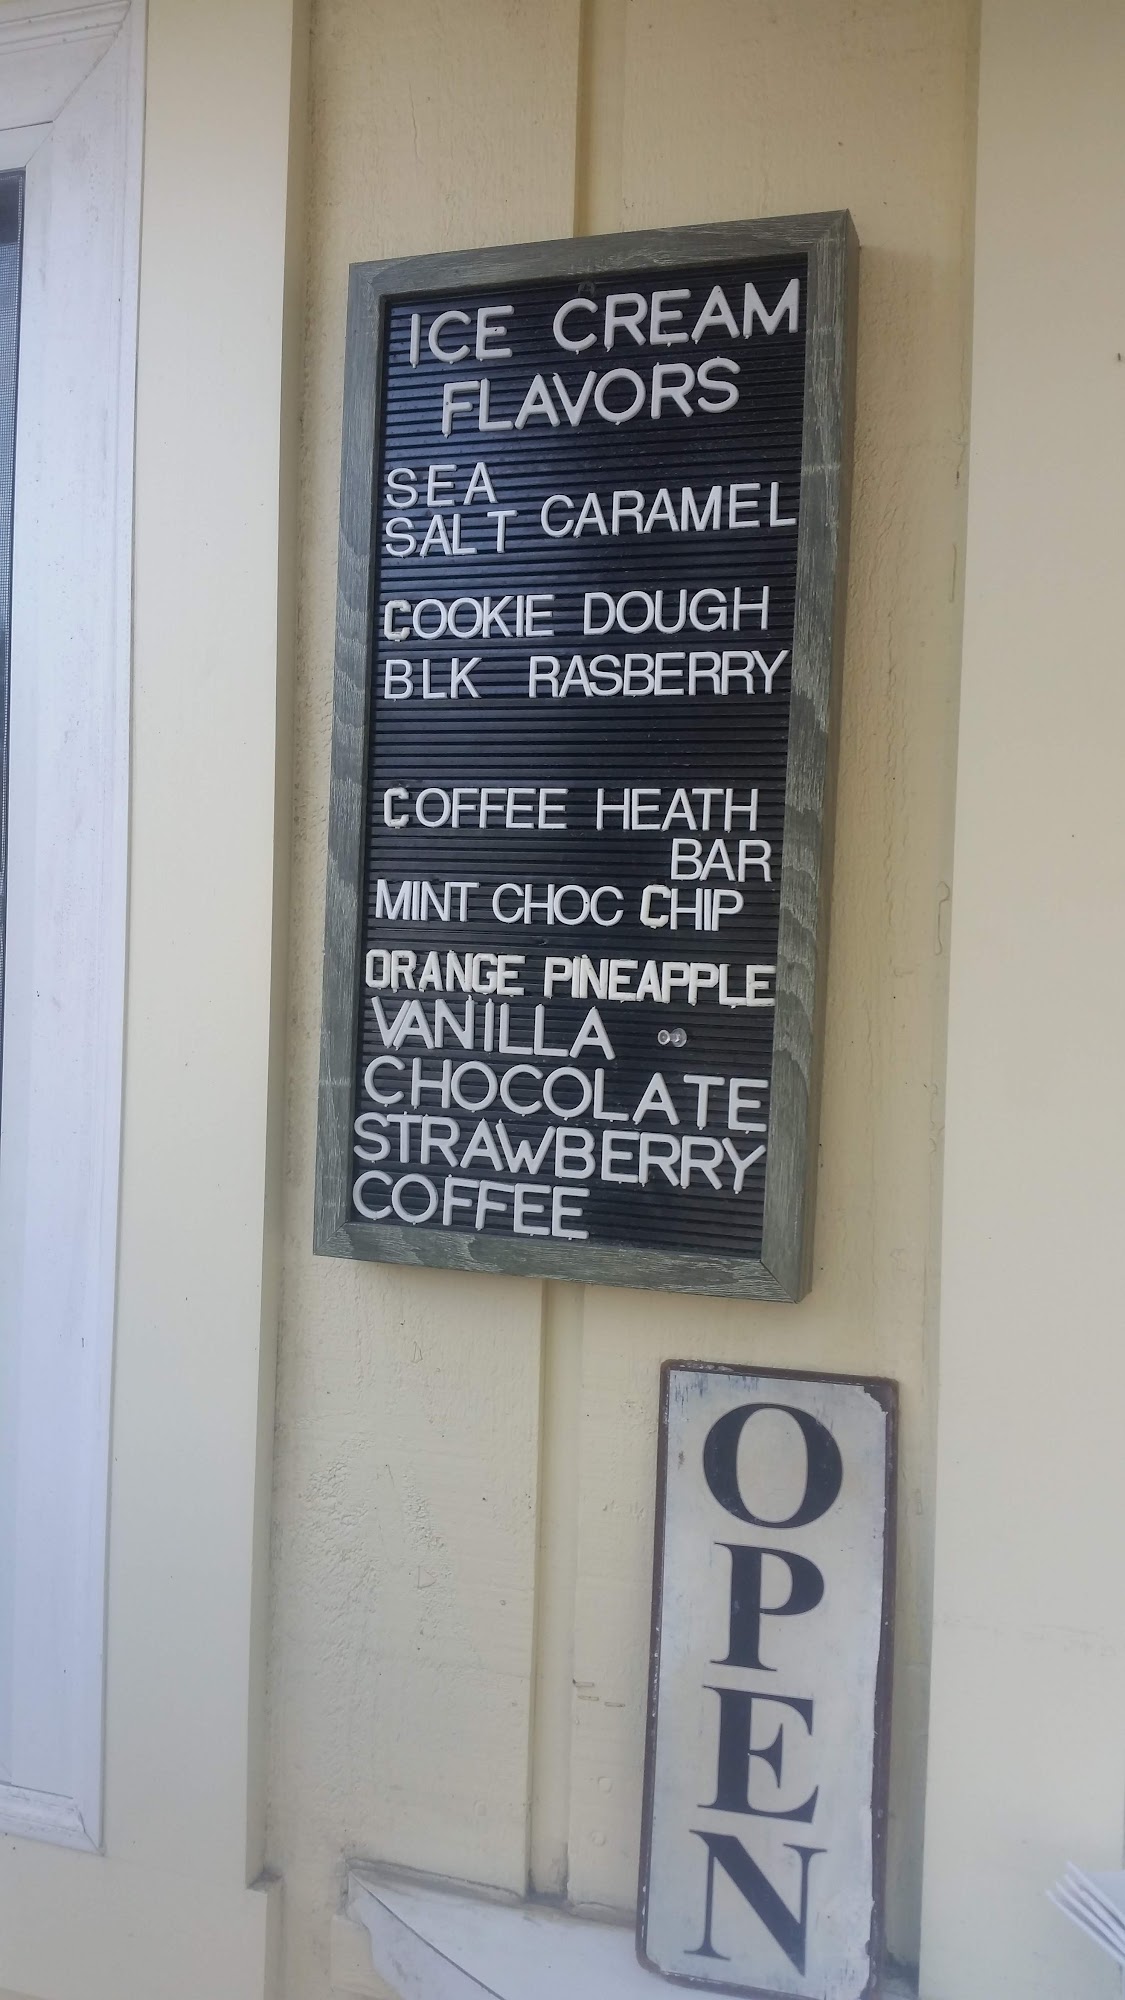 ICE CREAM
FLAVORS
SEA
SALT CARAMEL
COOKIE DOUGH
BLK RASBERRY
COFFEE HEATH
BAR
MINT CHOC CHIP
ORANGE PINEAPPLE
VANILLA
CHOCOLATE
STRAWBERRY
COFFEE
OPEN